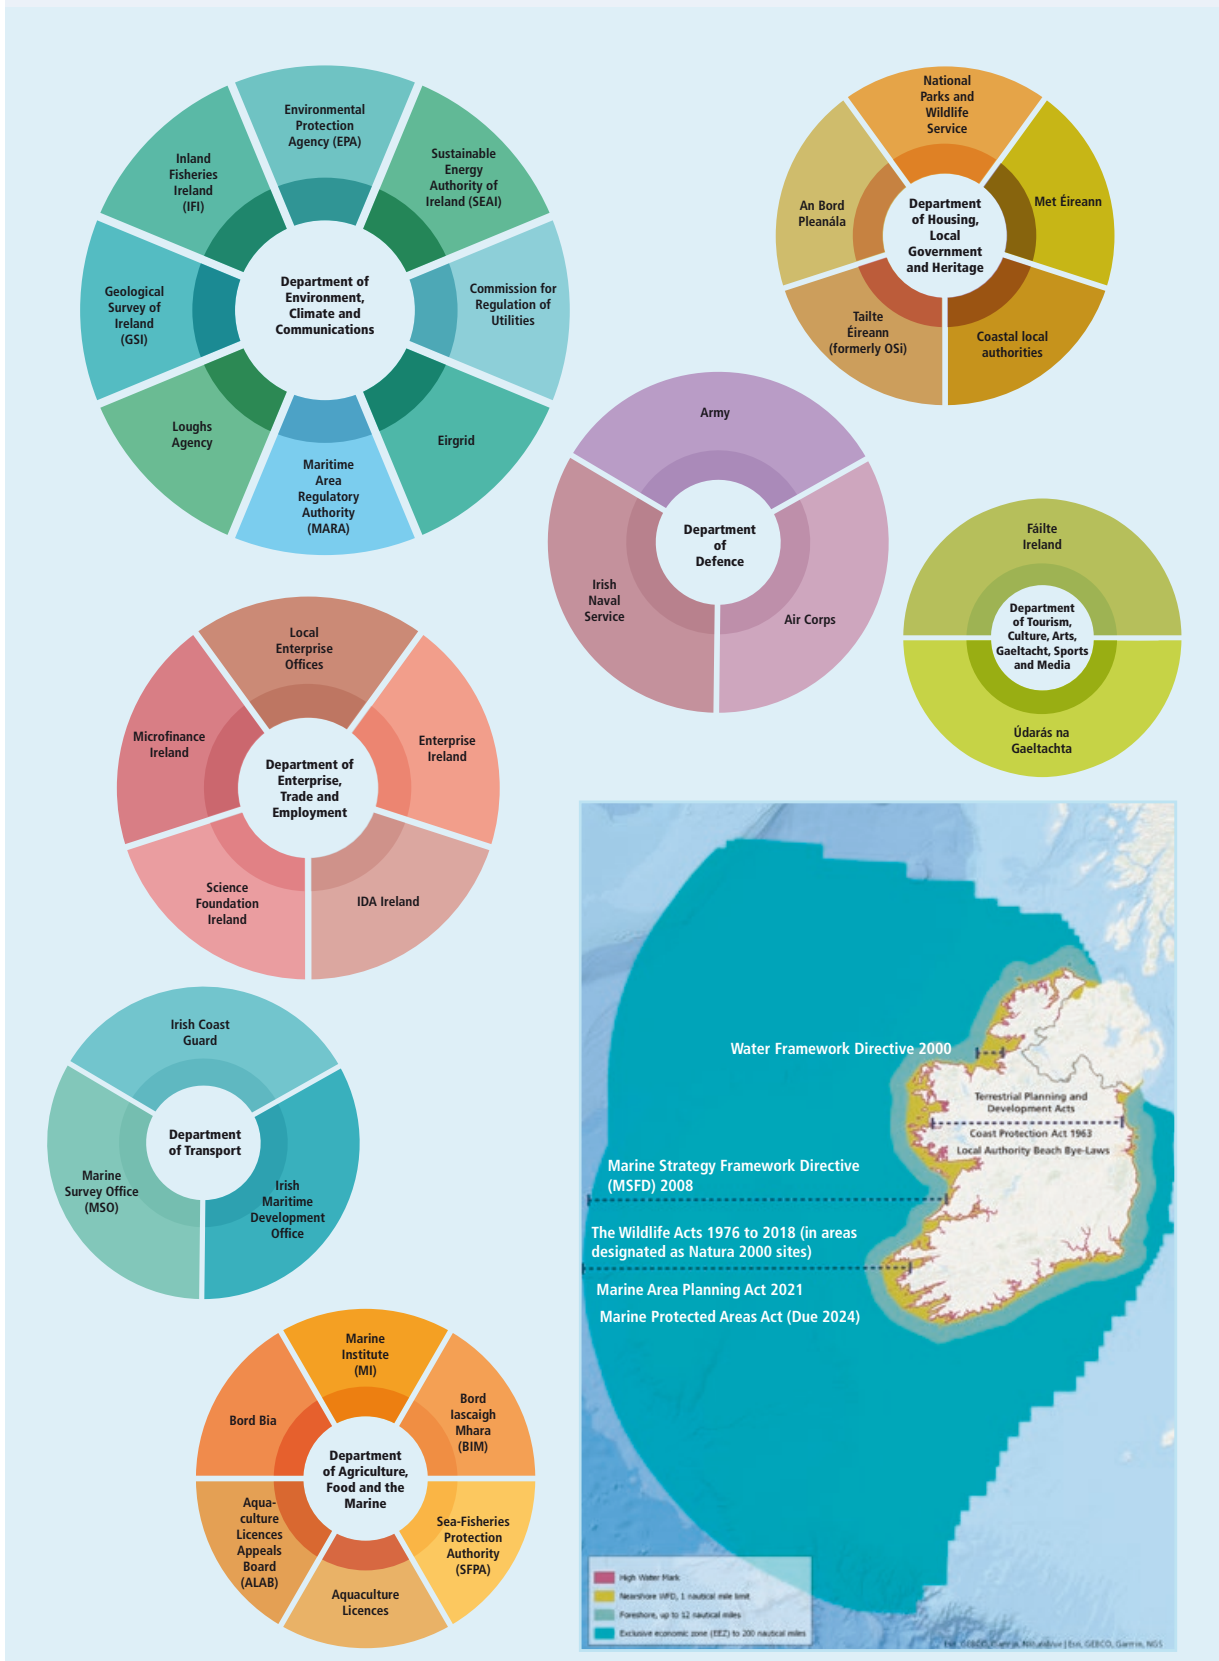 Environmental
Protection
Agency (EPA)
Sustainable
Energy
Authority of
Ireland (SEAI)
Commission for
Regulation of
Utilities
Eirgrid
Maritime
Area
Regulatory
Authority
(MARA)
Loughs
Agency
Geological
Survey of
Ireland
(GSI)
Inland
Fisheries
Ireland
(IFI)
Department of
Environment,
Climate and
Communications
National
Parks and
Wildlife
Service
Met Éireann
Coastal local
authorities
Tailte
Éireann
(formerly OSi)
An Bord
Pleanála
Department
of Housing,
Local
Government
and Heritage
Army
Air Corps
Irish
Naval
Service
Department
of
Defence
Fáilte
Ireland
Department
of Tourism,
Culture, Arts,
Gaeltacht, Sports
and Media
Údarás na
Gaeltachta
Local
Enterprise
Offices
Enterprise
Ireland
IDA Ireland
Science
Foundation
Ireland
Microfinance
Ireland
Department of
Enterprise,
Trade and
Employment
Irish Coast
Guard
Irish
Maritime
Development
Office
Marine
Survey Office
(MSO)
Department
of Transport
Marine
Institute
(MI)
Bord
Iascaigh
Mhara
(BIM)
Sea-Fisheries
Protection
Authority
(SFPA)
Aquaculture
Licences
Aqua-
culture
Licences
Appeals
Board
(ALAB)
Bord Bia
Department
of Agriculture,
Food and the
Marine
Water Framework Directive 2000
Terrestrial Planning and
Development Acts
Coast Protection Act 1963
Local Authority Beach Bye-Laws
Marine Strategy Framework Directive
(MSFD) 2008
The Wildlife Acts 1976 to 2018 (in areas
designated as Natura 2000 sites)
Marine Area Planning Act 2021
Marine Protected Areas Act (Due 2024)
High Water Mark
Nearshore WFD, 1 nautical mile limit
Foreshore, up to 12 nautical miles
Exclusive economic zone (EEZ) to 200 nautical miles
Esri, GEBCO, Garmin, NaturalVue | Esri, GEBCO, Garmin, NGS